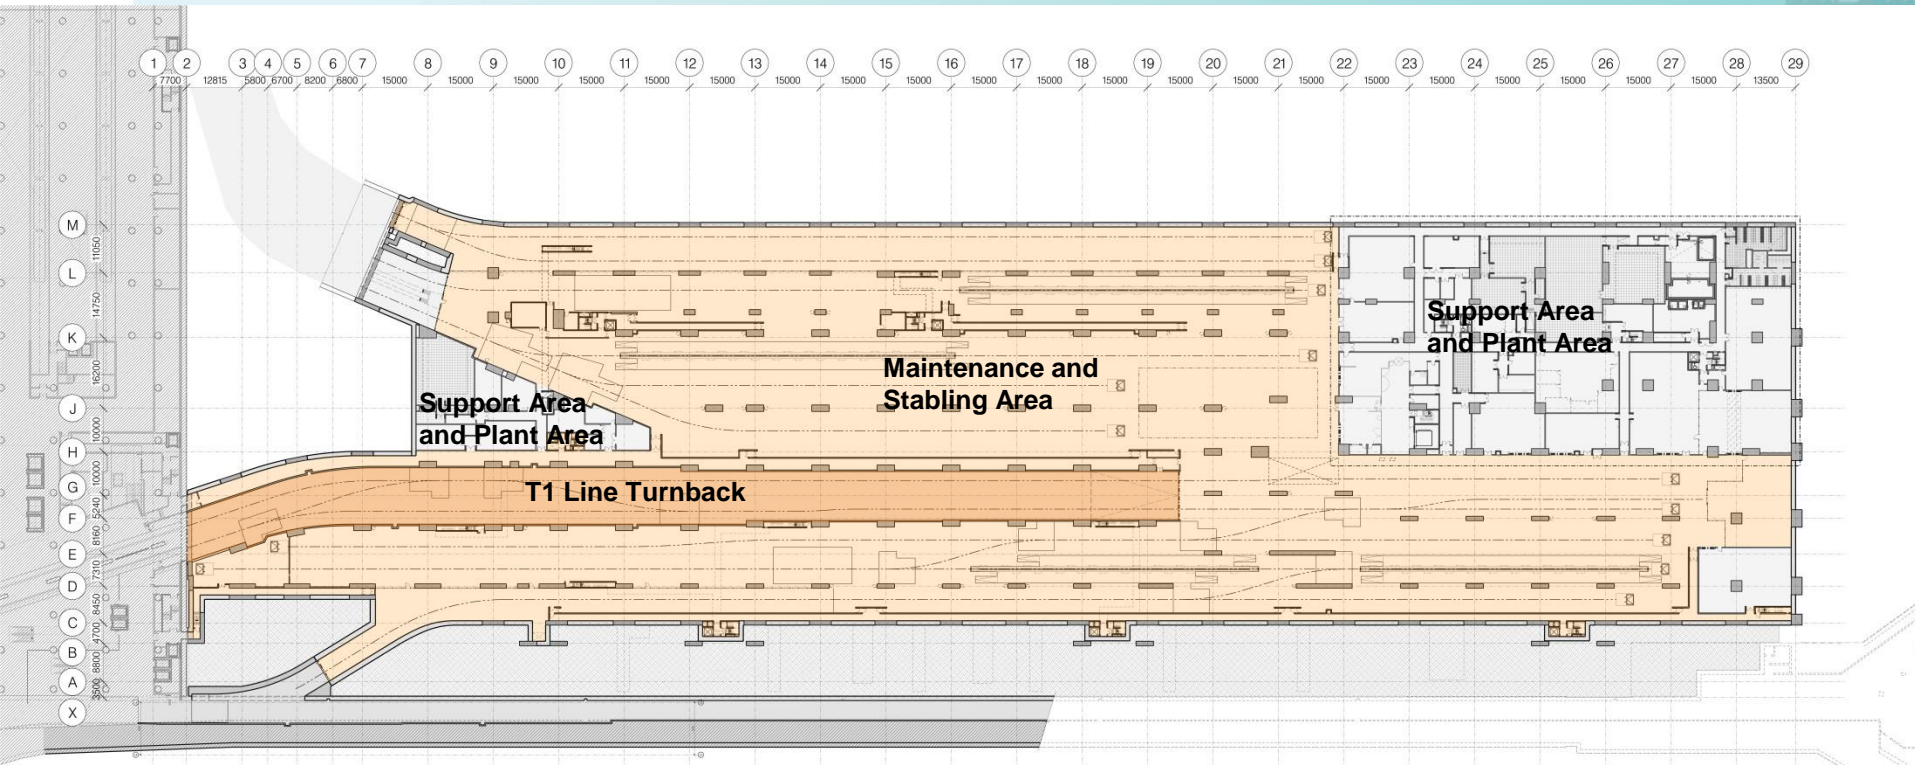 1 2 3 4 5 6 7 8 9 10 11 12 13 14 15 16 17 18 19 20 21 22 23 24 25 26 27 28 29
7700 12815 5800 6700 8200 6800 15000 15000 15000 15000 15000 15000 15000 15000 15000 15000 15000 15000 15000 15000 15000 15000 15000 15000 15000 15000 15000 13500
M
11050
L
14750
K
16200
J
10000
H
10000
G
5240
F
8160
E
7310
D
8450
C
4700
B
8800
A
3500
X
Support Area
and Plant Area
Maintenance and
Stabling Area
Support Area
and Plant Area
T1 Line Turnback